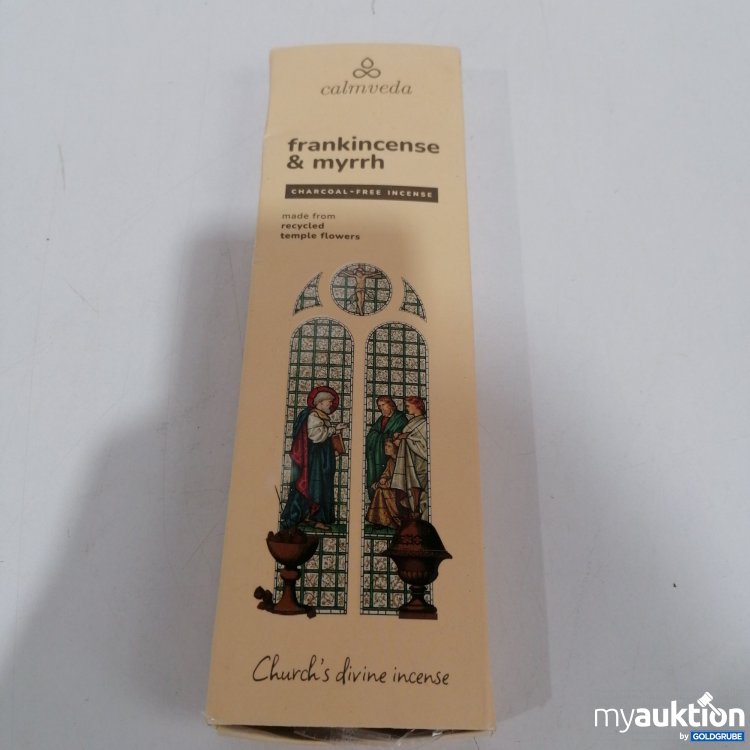 calmveda
frankincense
& myrrh
CHARCOAL-FREE INCENSE
made from
recycled
temple flowers
Church's divine incense
myauktion
by GOLDGRUBE